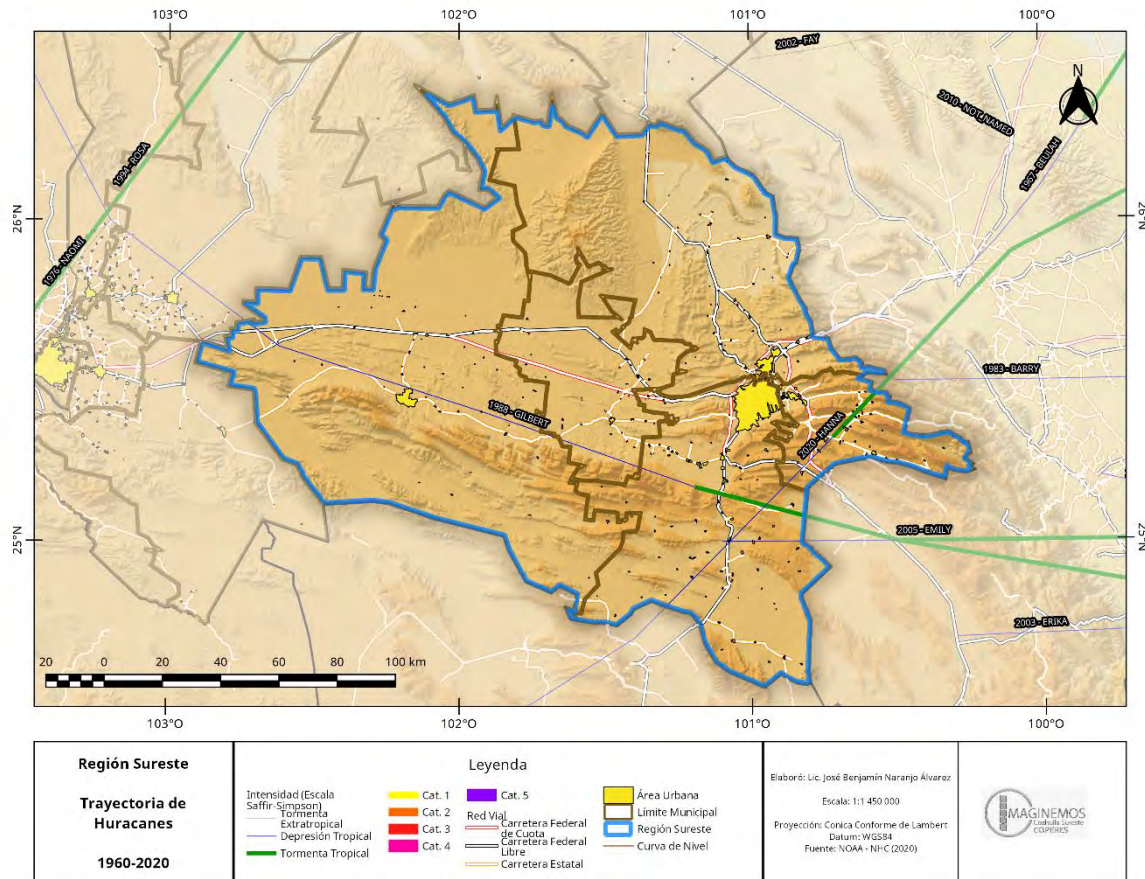 103°O 102°O 101°O 100°O
2002 - FAY
N
2010 - NOT_NAMED
1994 - ROSA
1967 - BEULAH
26°N
26°N
1976 - NAOMI
1983 - BARRY
1988 - GILBERT
2020 - HANNA
25°N
2005 - EMILY
25°N
2003 - ERIKA
20 0 20 40 60 80 100 km
103°O 102°O 101°O 100°O
Región Sureste
Trayectoria de
Huracanes
1960-2020
Leyenda
Intensidad (Escala
Saffir-Simpson)
Tormenta
Extratropical
Depresión Tropical
Tormenta Tropical
Cat. 1
Cat. 2
Cat. 3
Cat. 4
Cat. 5
Red Vial
Carretera Federal
de Cuota
Carretera Federal
Libre
Carretera Estatal
Área Urbana
Límite Municipal
Región Sureste
Curva de Nivel
Elaboró: Lic. José Benjamín Naranjo Álvarez
Escala: 1:1 450 000
Proyección: Conica Conforme de Lambert
Datum: WGS84
Fuente: NOAA - NHC (2020)
IMAGINEMOS
Coahuila Sureste
COPERES